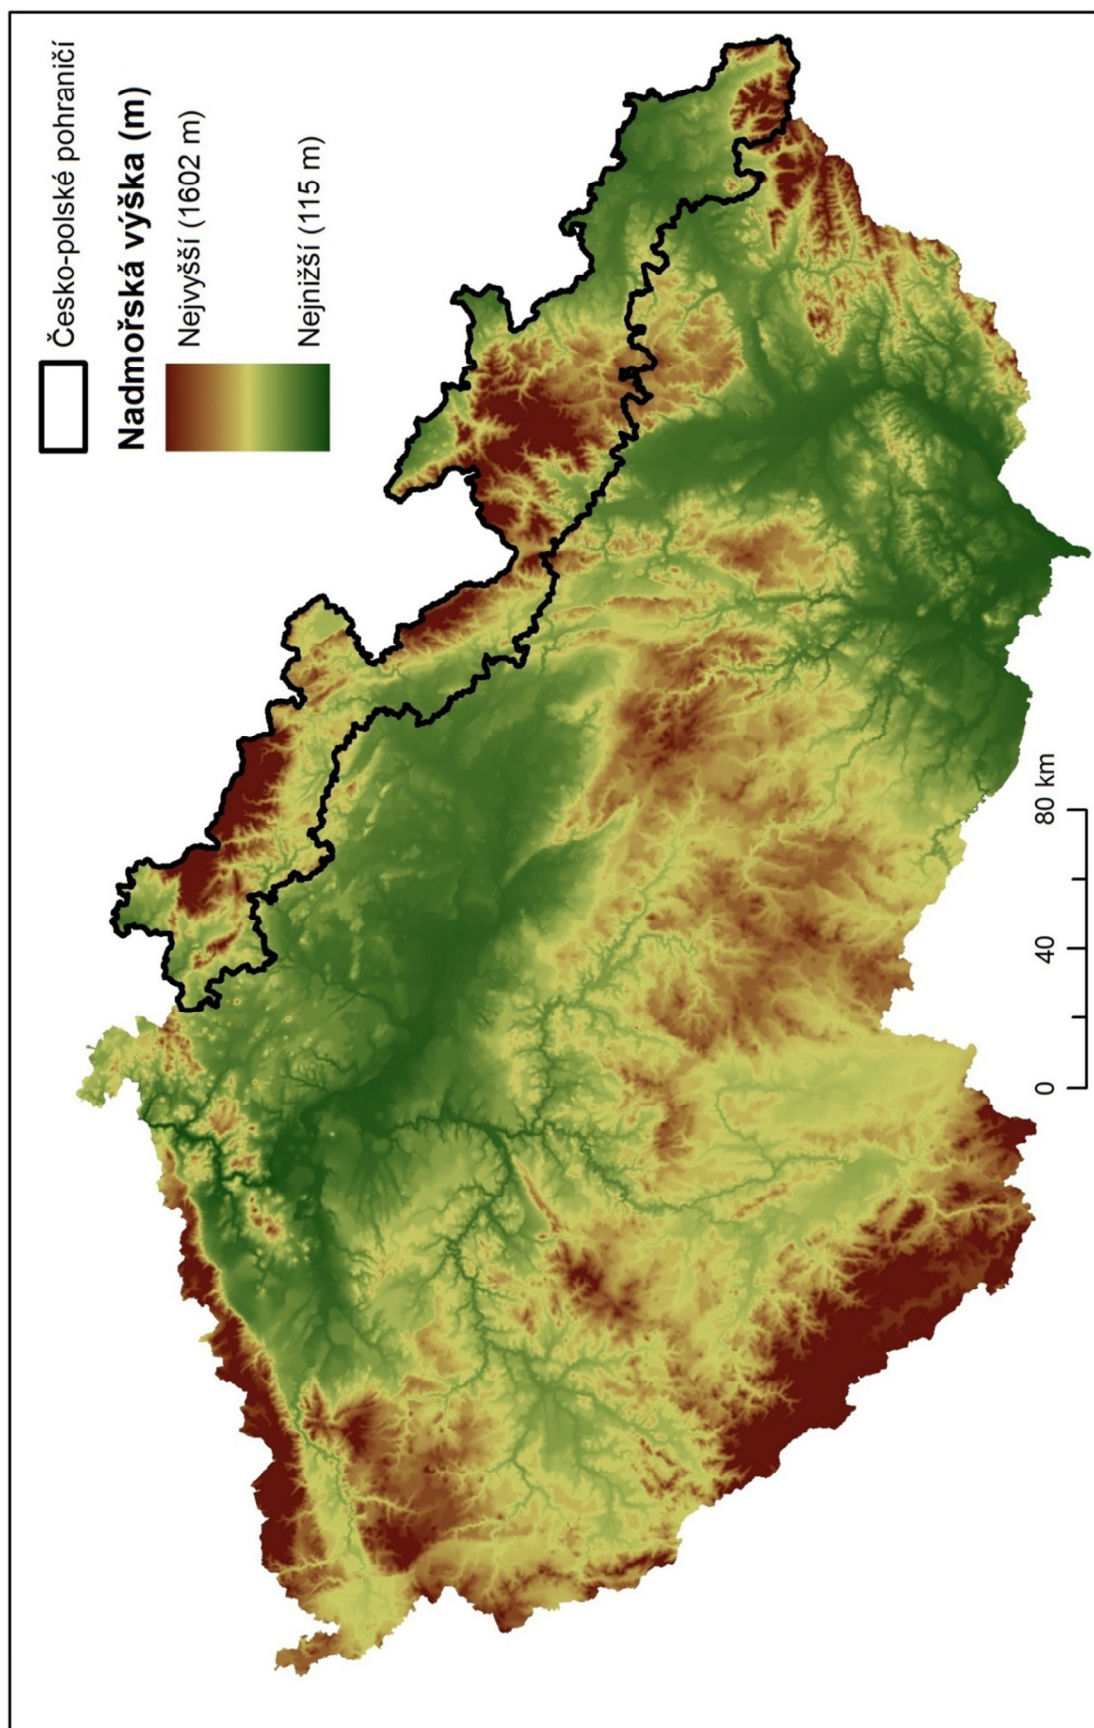 Česko-polské pohraničí
Nadmořská výška (m)
Nejvyšší (1602 m)
Nejnižší (115 m)
0 40 80 km